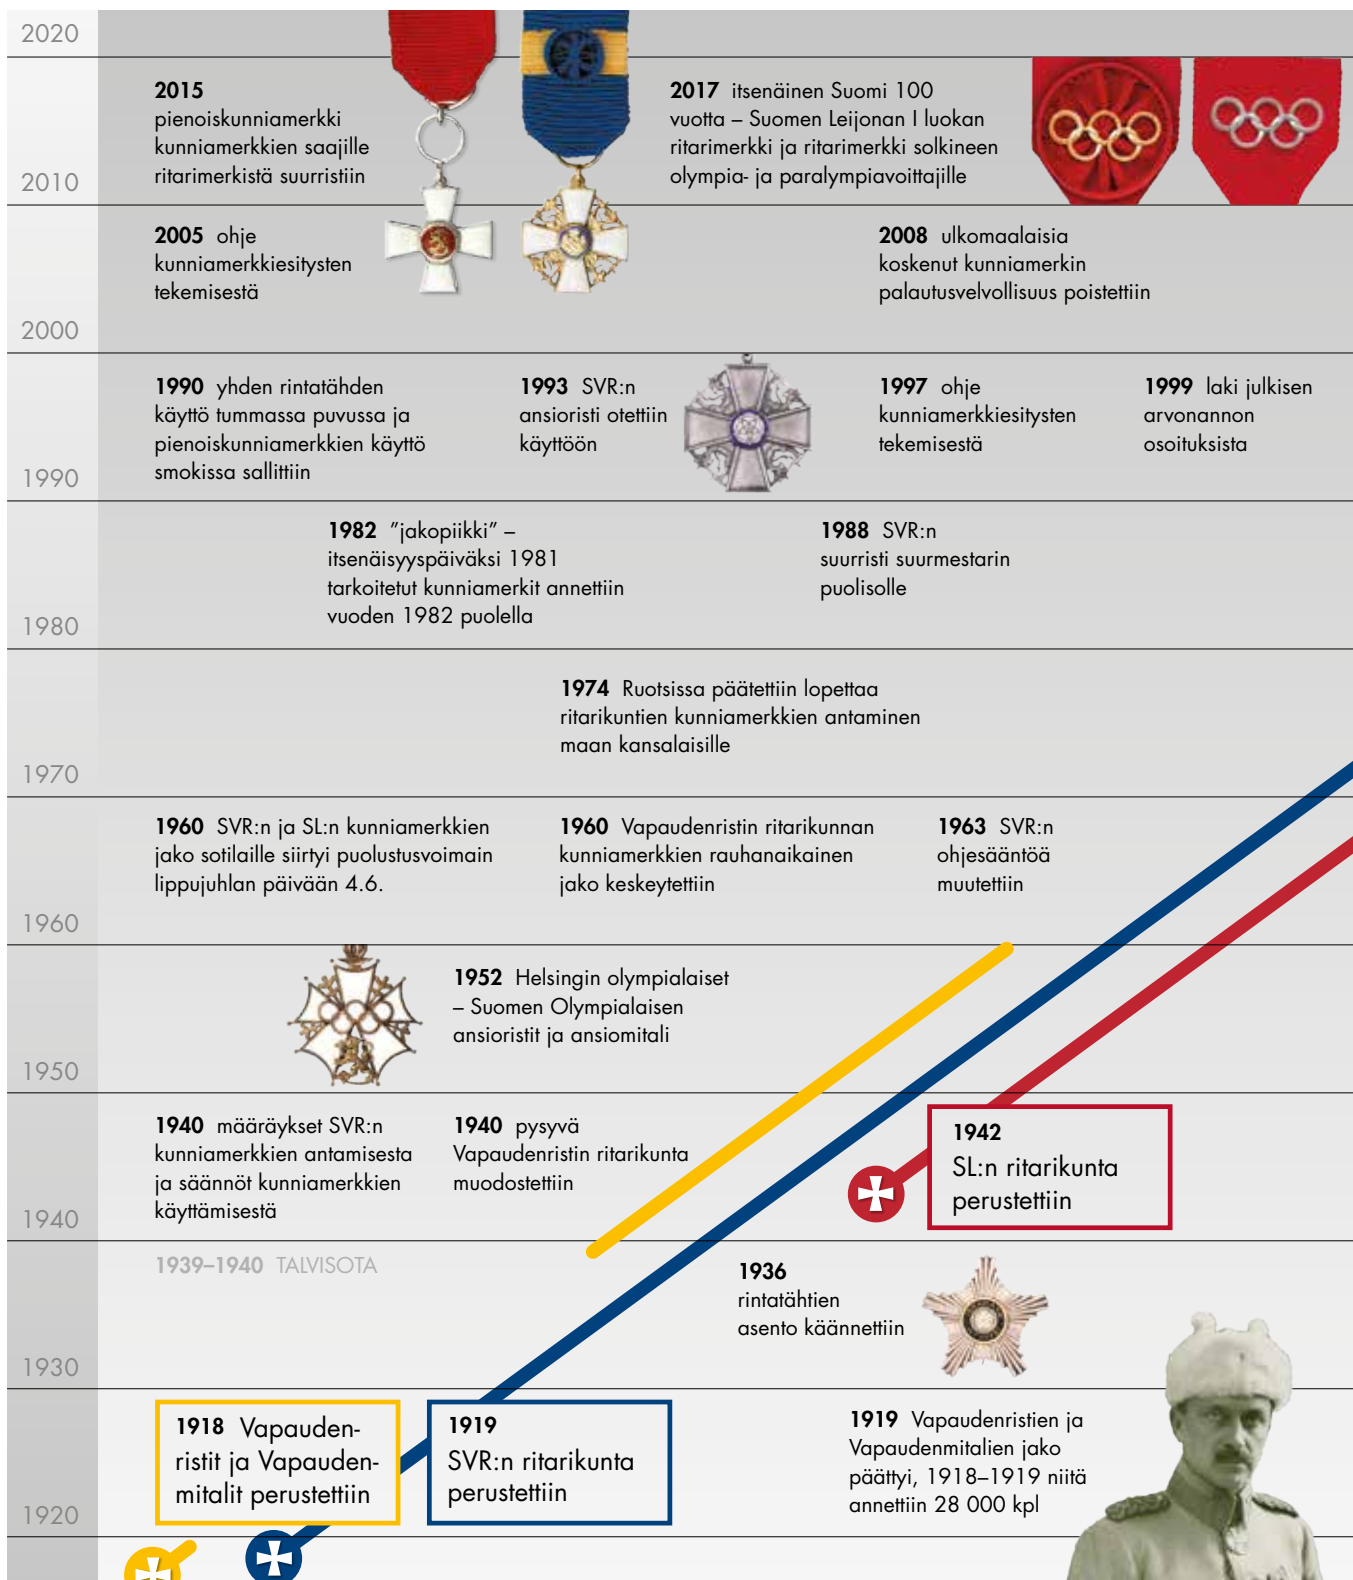 2020
2015
pienoiskunniamerkki
kunniamerkkien saajille
ritarimerkistä suurristiin
2017 itsenäinen Suomi 100
vuotta – Suomen Leijonan I luokan
ritarimerkki ja ritarimerkki solkineen
olympia- ja paralympiavoittajille
2010
2005 ohje
kunniamerkkiesitysten
tekemisestä
2008 ulkomaalaisia
koskenut kunniamerkin
palautusvelvollisuus poistettiin
2000
1990 yhden rintatähden
käyttö tummassa puvussa ja
pienoiskunniamerkkien käyttö
smokissa sallittiin
1993 SVR:n
ansioristi otettiin
käyttöön
1997 ohje
kunniamerkkiesitysten
tekemisestä
1999 laki julkisen
arvonannon
osoituksista
1990
1982 ”jakopiikki” –
itsenäisyyspäiväksi 1981
tarkoitetut kunniamerkit annettiin
vuoden 1982 puolella
1988 SVR:n
suurristi suurmestarin
puolisolle
1980
1974 Ruotsissa päätettiin lopettaa
ritarikuntien kunniamerkkien antaminen
maan kansalaisille
1970
1960 SVR:n ja SL:n kunniamerkkien
jako sotilaille siirtyi puolustusvoimain
lippujuhlan päivään 4.6.
1960 Vapaudenristin ritarikunnan
kunniamerkkien rauhanaikainen
jako keskeytettiin
1963 SVR:n
ohjesääntöä
muutettiin
1960
1952 Helsingin olympialaiset
– Suomen Olympialaisen
ansioristit ja ansiomitali
1950
1940 määräykset SVR:n
kunniamerkkien antamisesta
ja säännöt kunniamerkkien
käyttämisestä
1940 pysyvä
Vapaudenristin ritarikunta
muodostettiin
1942
SL:n ritarikunta
perustettiin
1940
1939–1940 TALVISOTA
1936
rintatähtien
asento käännettiin
1930
1918 Vapauden-
ristit ja Vapauden-
mitalit perustettiin
1919
SVR:n ritarikunta
perustettiin
1919 Vapaudenristien ja
Vapaudenmitalien jako
päättyi, 1918–1919 niitä
annettiin 28 000 kpl
1920